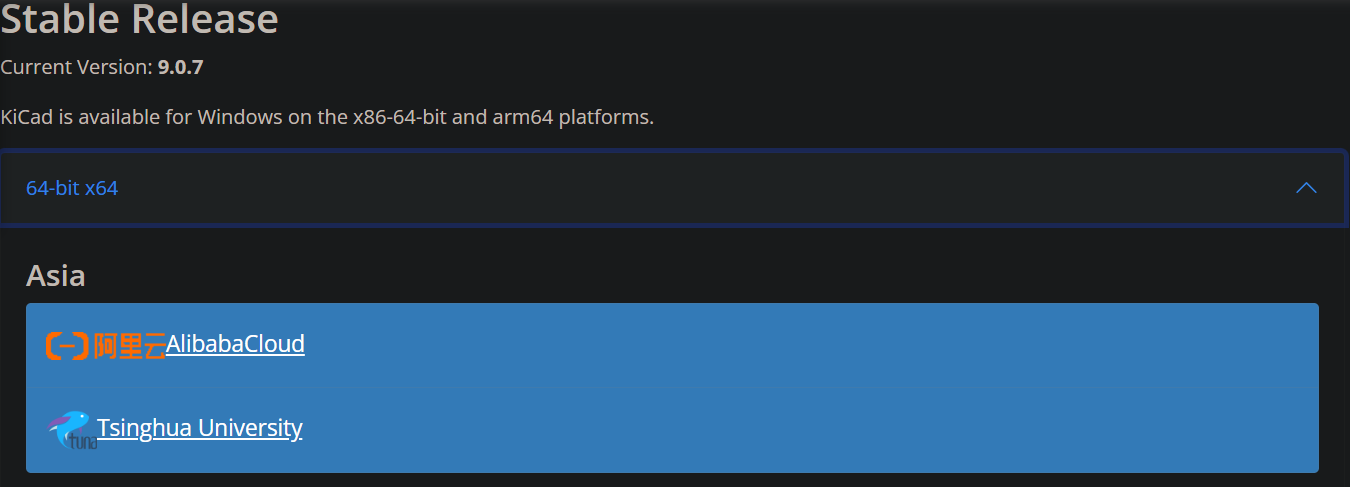 Stable Release
Current Version: 9.0.7
KiCad is available for Windows on the x86-64-bit and arm64 platforms.
64-bit x64
Asia
阿里云AlibabaCloud
tuna Tsinghua University